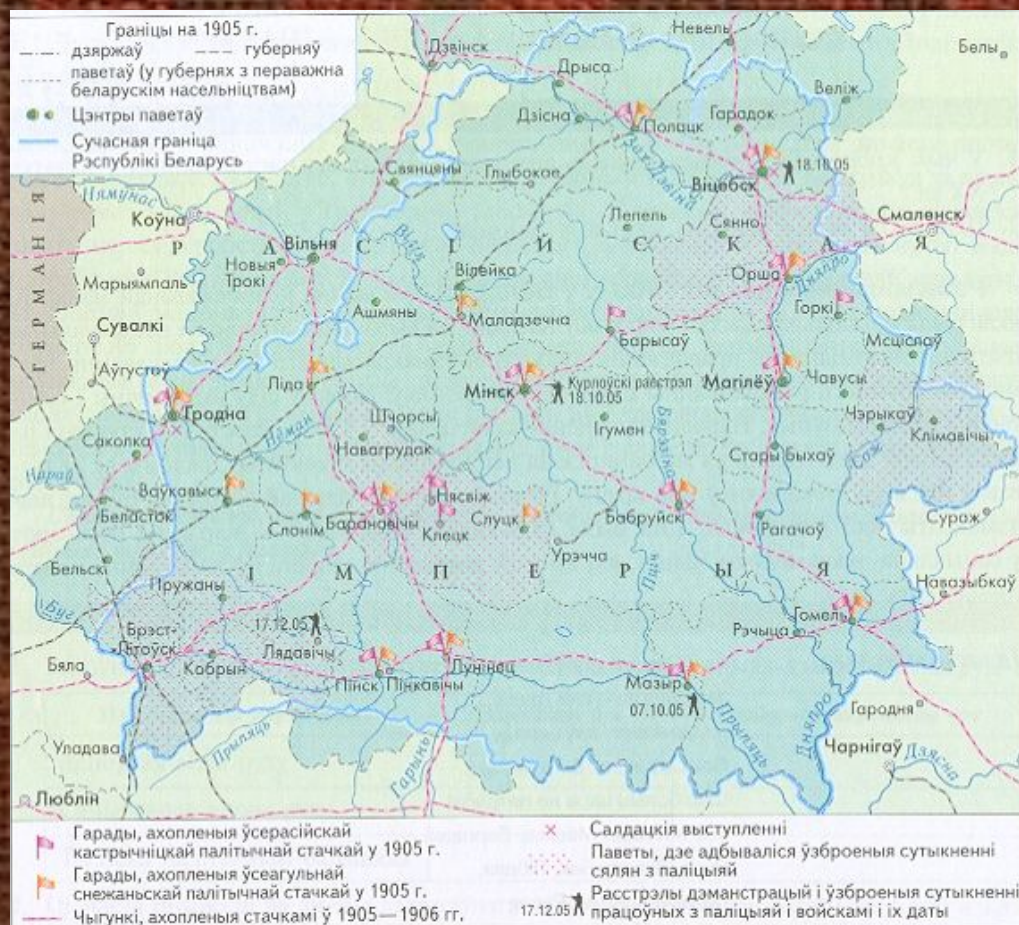 Граніцы на 1905 г.
дзяржаў
губерняў
паветаў (у губернях з пераважна
беларускім насельніцтвам)
Цэнтры паветаў
Сучасная граніца
Рэспублікі Беларусь
Дзвінск
Невель
Белы
Дрыса
Веліж
Дзісна
Полацк
Гарадок
Зах. Дзвіна
18.10.05
Віцебск
Свянцяны
Глыбокае
Нямунас
Коўна
Лепель
Сянно
Смаленск
РАСІЙСКАЯ
Вілія
Вільня
Новыя
Трокі
Вілейка
Орша
Дняпро
Марыямпаль
Ашмяны
Маладзечна
Горкі
ГЕРМАНІЯ
Сувалкі
Барысаў
Мсціслаў
Аўгустоў
Ліда
Мінск
Курлоўскі расстрэл
18.10.05
Магілёў
Чавусы
Гродна
Шчорсы
Чэрыкаў
Клімавічы
Нёман
Навагрудак
Ігумен
Бярэзіна
Саколка
Стары Быхаў
Сож
Нараў
Ваўкавыск
Нясвіж
Беласток
Слонім
Баранавічы
Клецк
Слуцк
Бабруйск
Рагачоў
Сураж
Урэчча
Бельск
Пружаны
ІМПЕРЫЯ
Пціч
Навазыбкаў
Буг
17.12.05
Гомель
Брэст-
Літоўск
Лядавічы
Рэчыца
Бяла
Кобрын
Пінск
Пінкавічы
Лунінец
Мазыр
07.10.05
Гародня
Уладава
Прыпяць
Гарынь
Прыпяць
Дняпро
Чарнігаў
Дзясна
Люблін
Гарады, ахопленыя ўсерасійскай
кастрычніцкай палітычнай стачкай у 1905 г.
Гарады, ахопленыя ўсеагульнай
снежаньскай палітычнай стачкай у 1905 г.
Чыгункі, ахопленыя стачкамі ў 1905—1906 гг.
Салдацкія выступленні
Паветы, дзе адбываліся ўзброеныя сутыкненні
сялян з паліцыяй
17.12.05
Расстрэлы дэманстрацый і ўзброеныя сутыкненні
працоўных з паліцыяй і войскамі і іх даты